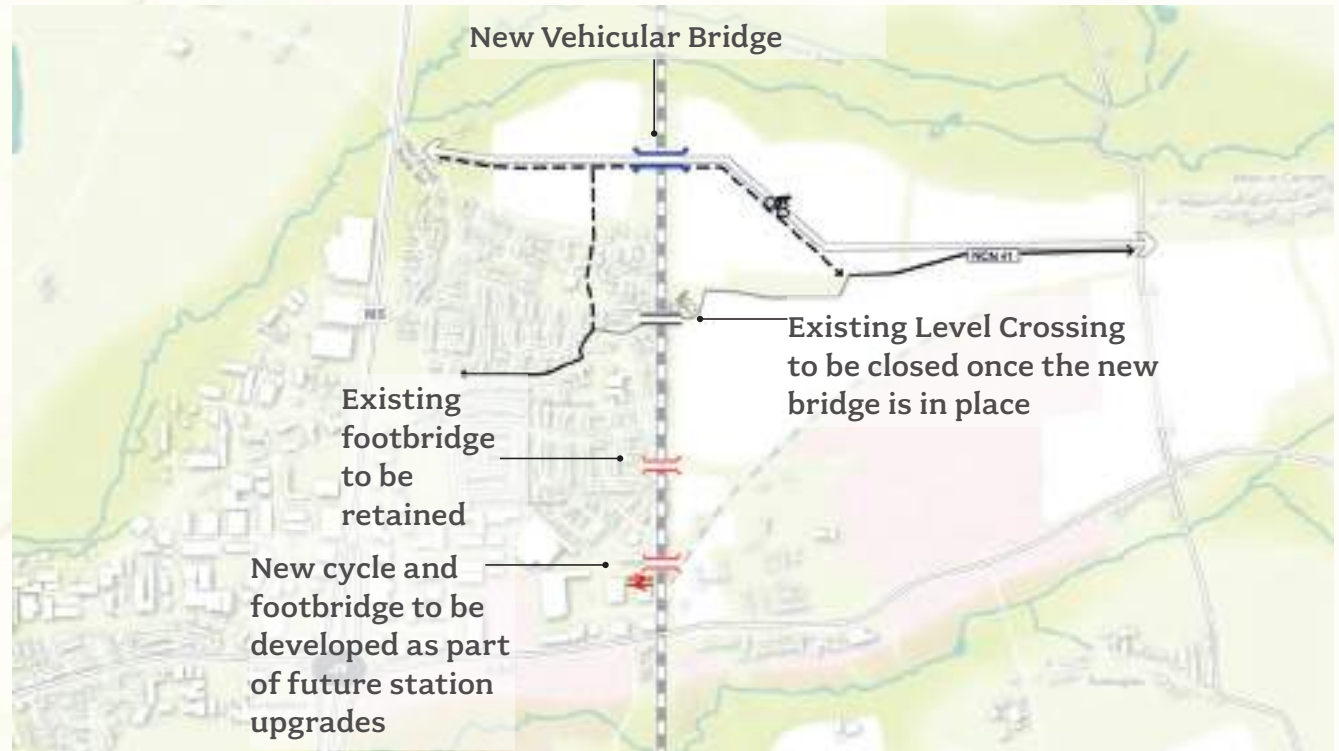 New Vehicular Bridge
NCN 41
M5
Existing Level Crossing
to be closed once the new
bridge is in place
Existing
footbridge
to be
retained
New cycle and
footbridge to be
developed as part
of future station
upgrades